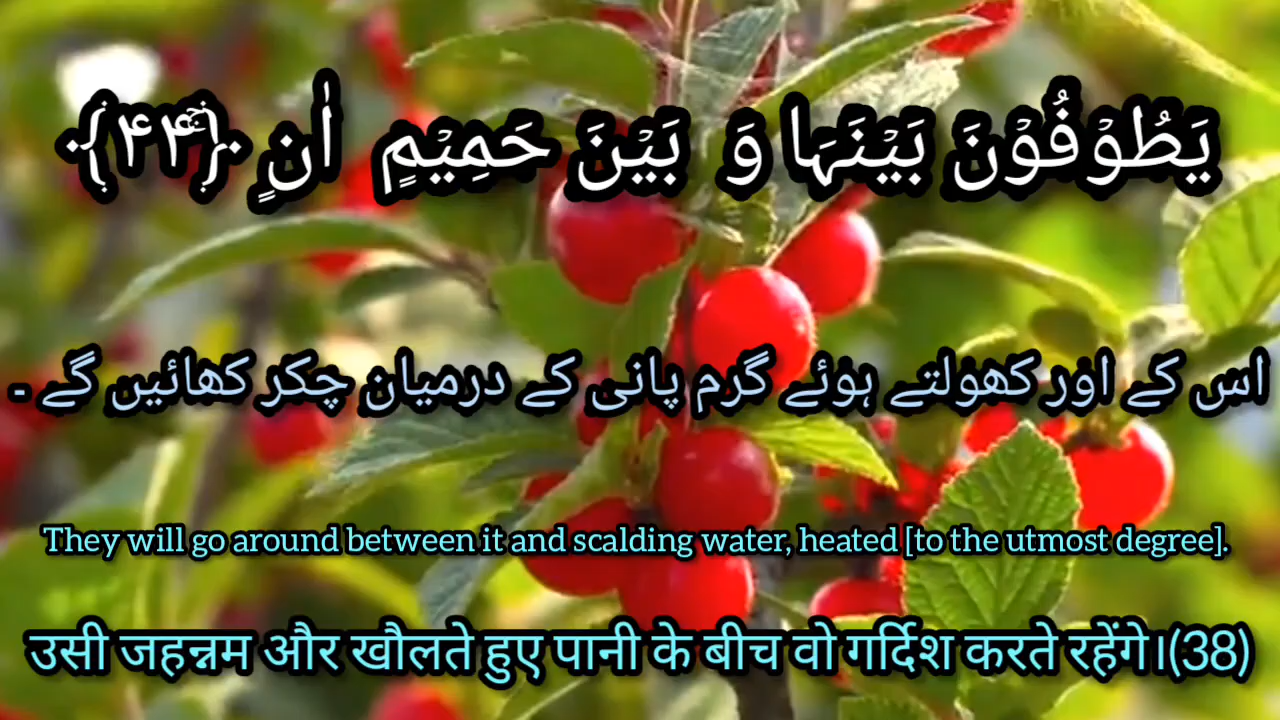 یَطُوۡفُوۡنَ بَیۡنَہَا وَ بَیۡنَ حَمِیۡمٍ اٰنٍ ﴿ۚ۴۴﴾
اس کے اور کھولتے ہوئے گرم پانی کے درمیان چکر کھائیں گے ۔
They will go around between it and scalding water, heated [to the utmost degree].
उसी जहन्नम और खौलते हुए पानी के बीच वो गर्दिश करते रहेंगे।(38)